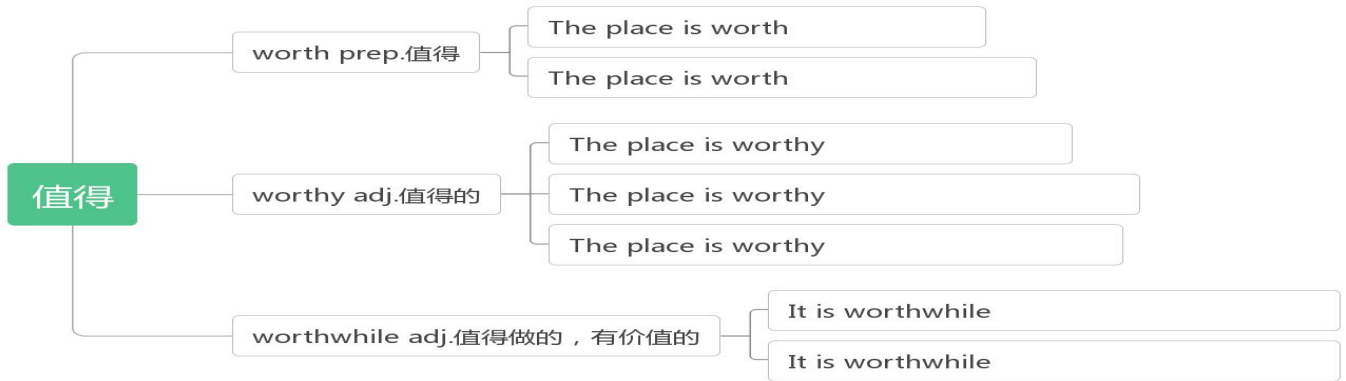 值得
worth prep.值得
The place is worth
The place is worth
worthy adj.值得的
The place is worthy
The place is worthy
The place is worthy
worthwhile adj.值得做的，有价值的
It is worthwhile
It is worthwhile